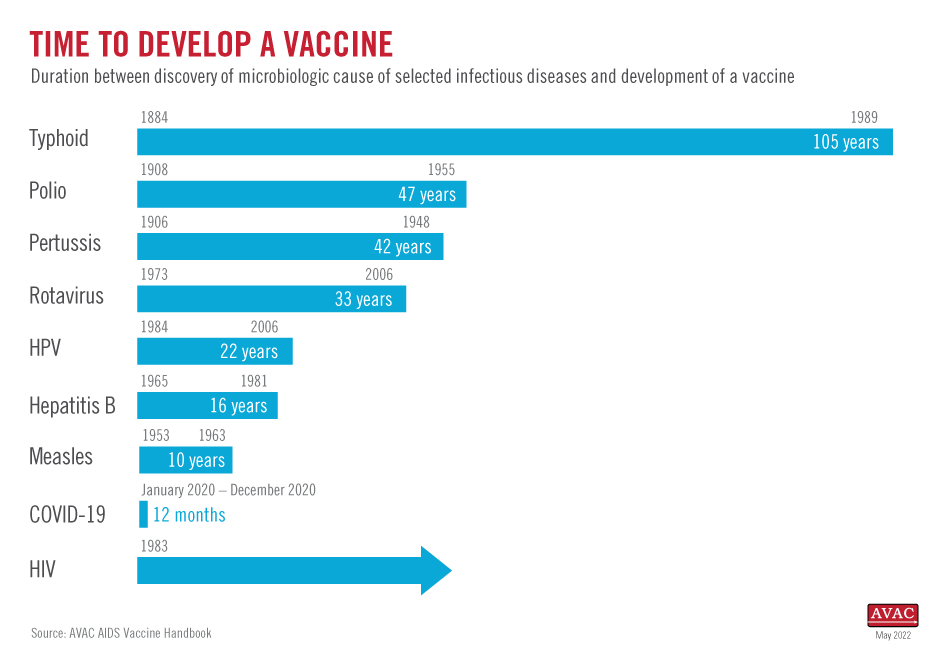 TIME TO DEVELOP A VACCINE
Duration between discovery of microbiologic cause of selected infectious diseases and development of a vaccine
1884 1989
Typhoid 105 years
1908 1955
Polio 47 years
1906 1948
Pertussis 42 years
1973 2006
Rotavirus 33 years
1984 2006
HPV 22 years
1965 1981
Hepatitis B 16 years
1953 1963
Measles 10 years
January 2020 – December 2020
COVID-19 12 months
1983
HIV
AVAC
Source: AVAC AIDS Vaccine Handbook
May 2022